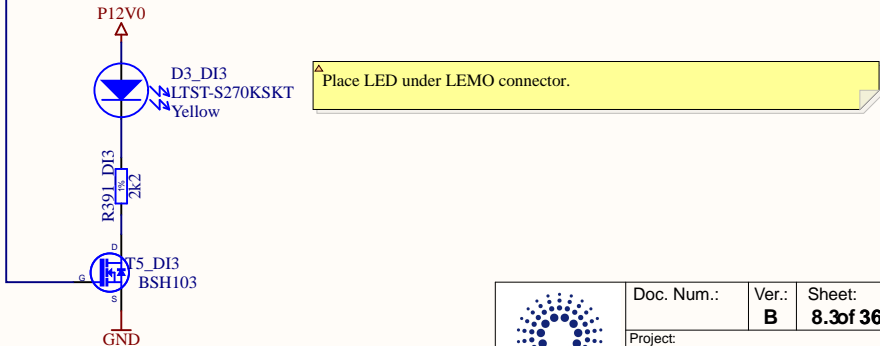 P12V0
D3_DI3
LTST-S270KSKT
Yellow
Place LED under LEMO connector.
R391_DI3
1%
2k2
D
T5_DI3
G
BSH103
S
GND
Doc. Num.:
Ver.:
B
Sheet:
8.3of 36
Project: